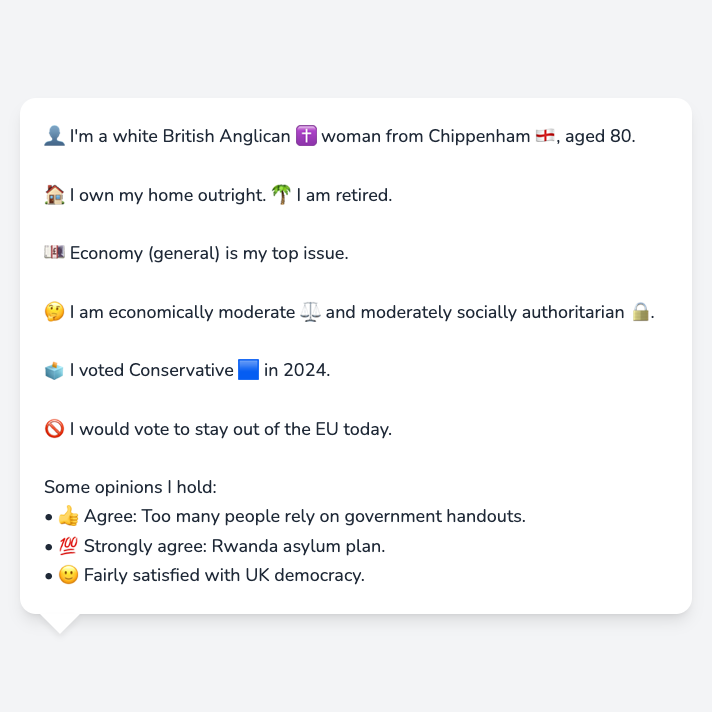 👤 I'm a white British Anglican ✝️ woman from Chippenham 🏴󠁧󠁢󠁥󠁮󠁧󠁿, aged 80.
🏠 I own my home outright. 🌴 I am retired.
💷 Economy (general) is my top issue.
🤔 I am economically moderate ⚖️ and moderately socially authoritarian 🔒.
🗳️ I voted Conservative 🟦 in 2024.
🚫 I would vote to stay out of the EU today.
Some opinions I hold:
• 👍 Agree: Too many people rely on government handouts.
• 💯 Strongly agree: Rwanda asylum plan.
• 🙂 Fairly satisfied with UK democracy.